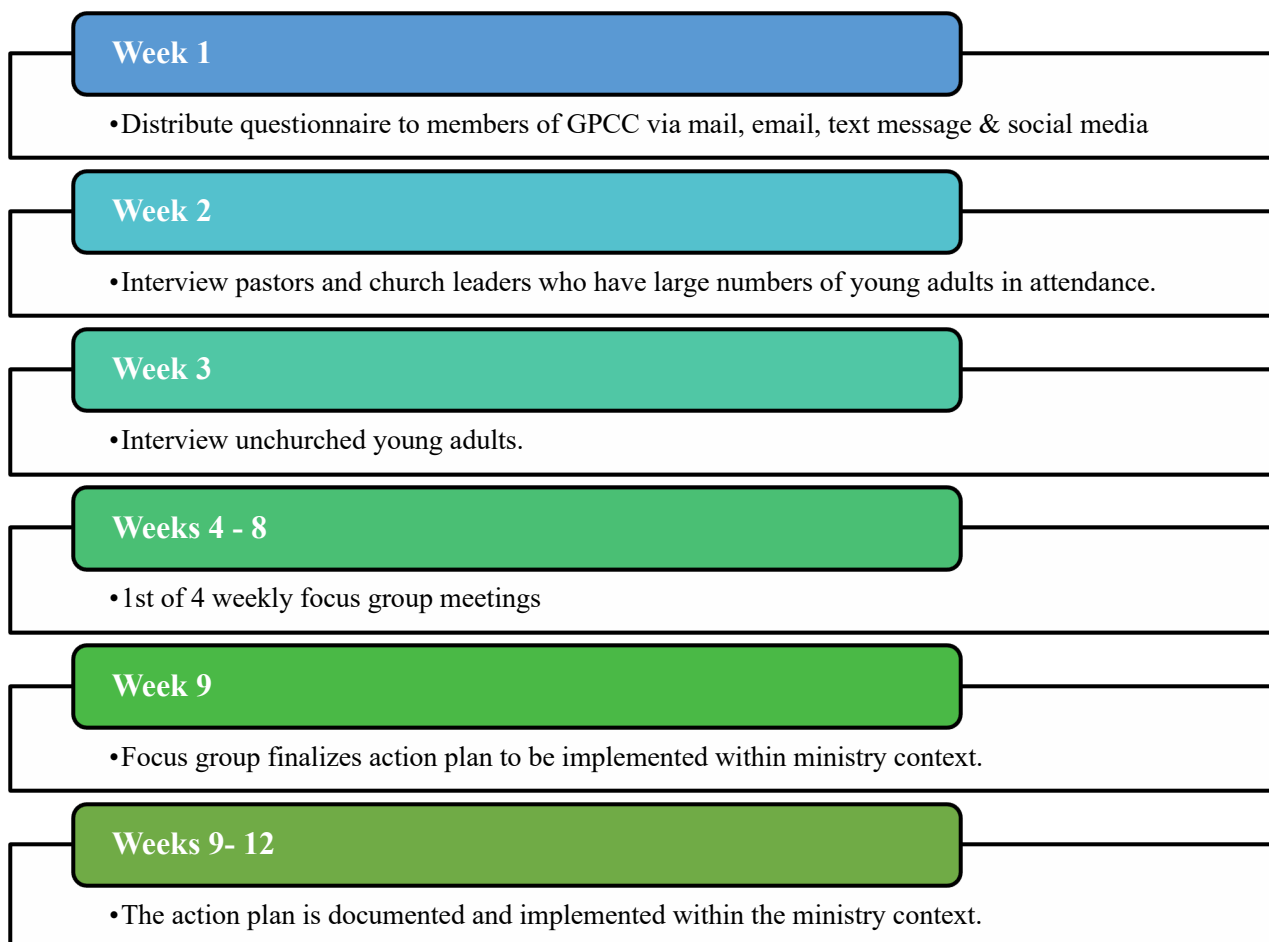 Week 1
•Distribute questionnaire to members of GPCC via mail, email, text message & social media
Week 2
•Interview pastors and church leaders who have large numbers of young adults in attendance.
Week 3
•Interview unchurched young adults.
Weeks 4 - 8
•1st of 4 weekly focus group meetings
Week 9
•Focus group finalizes action plan to be implemented within ministry context.
Weeks 9- 12
•The action plan is documented and implemented within the ministry context.